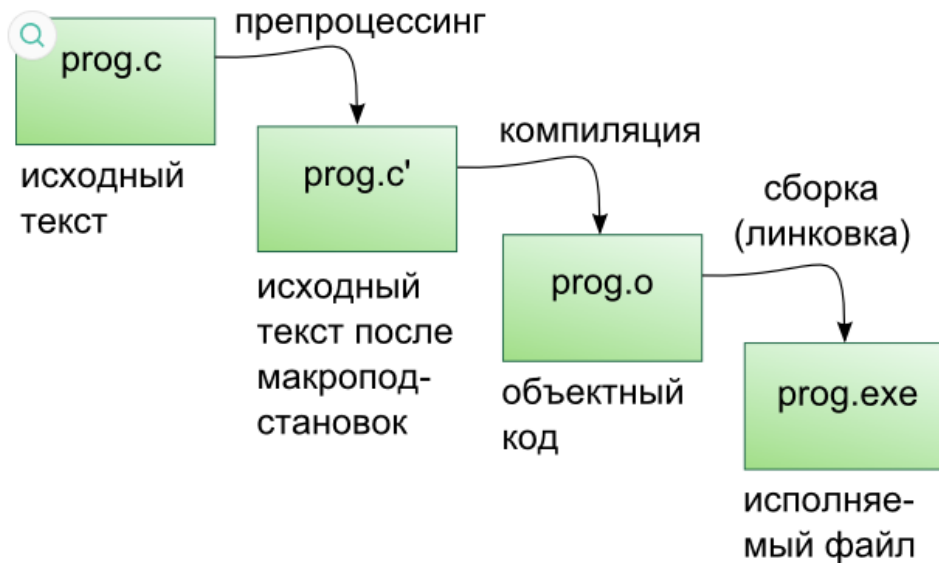 препроцессинг
prog.c
исходный
текст
prog.c'
исходный
текст после
макропод-
становок
компиляция
prog.o
объектный
код
сборка
(линковка)
prog.exe
исполняе-
мый файл